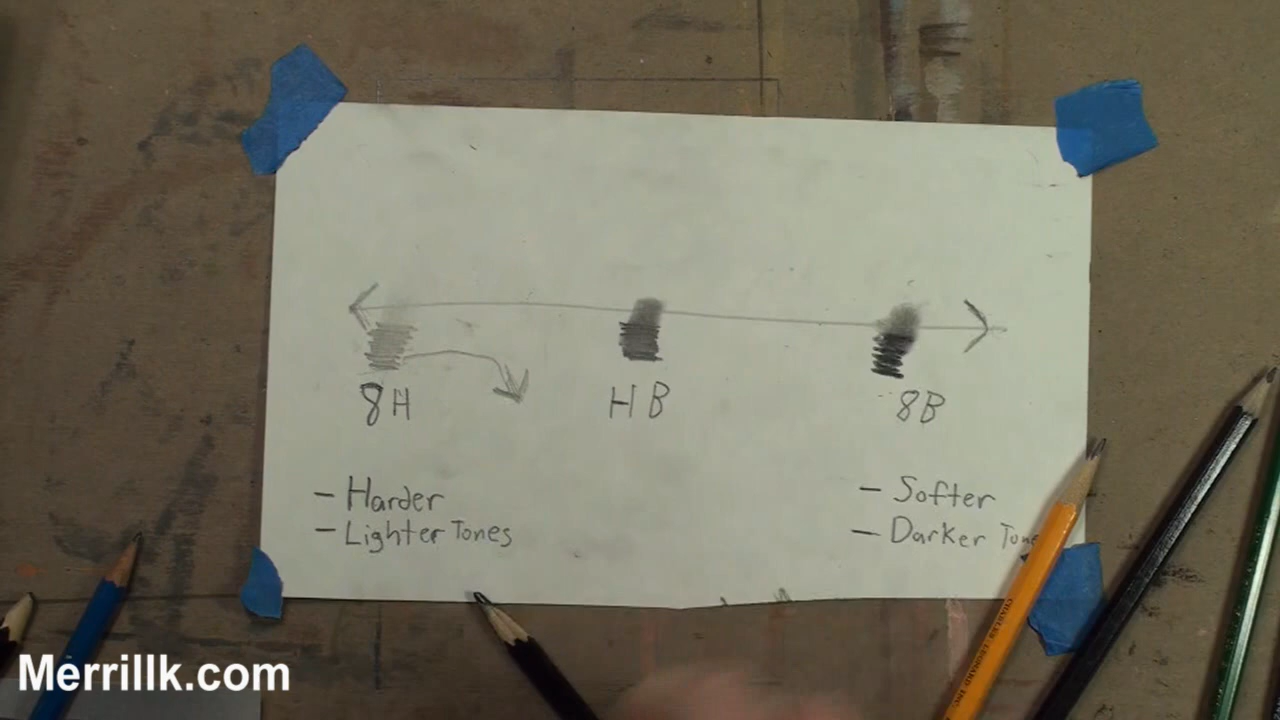 8H HB 8B
- Harder
- Lighter Tones
- Softer
- Darker
Merrillk.com